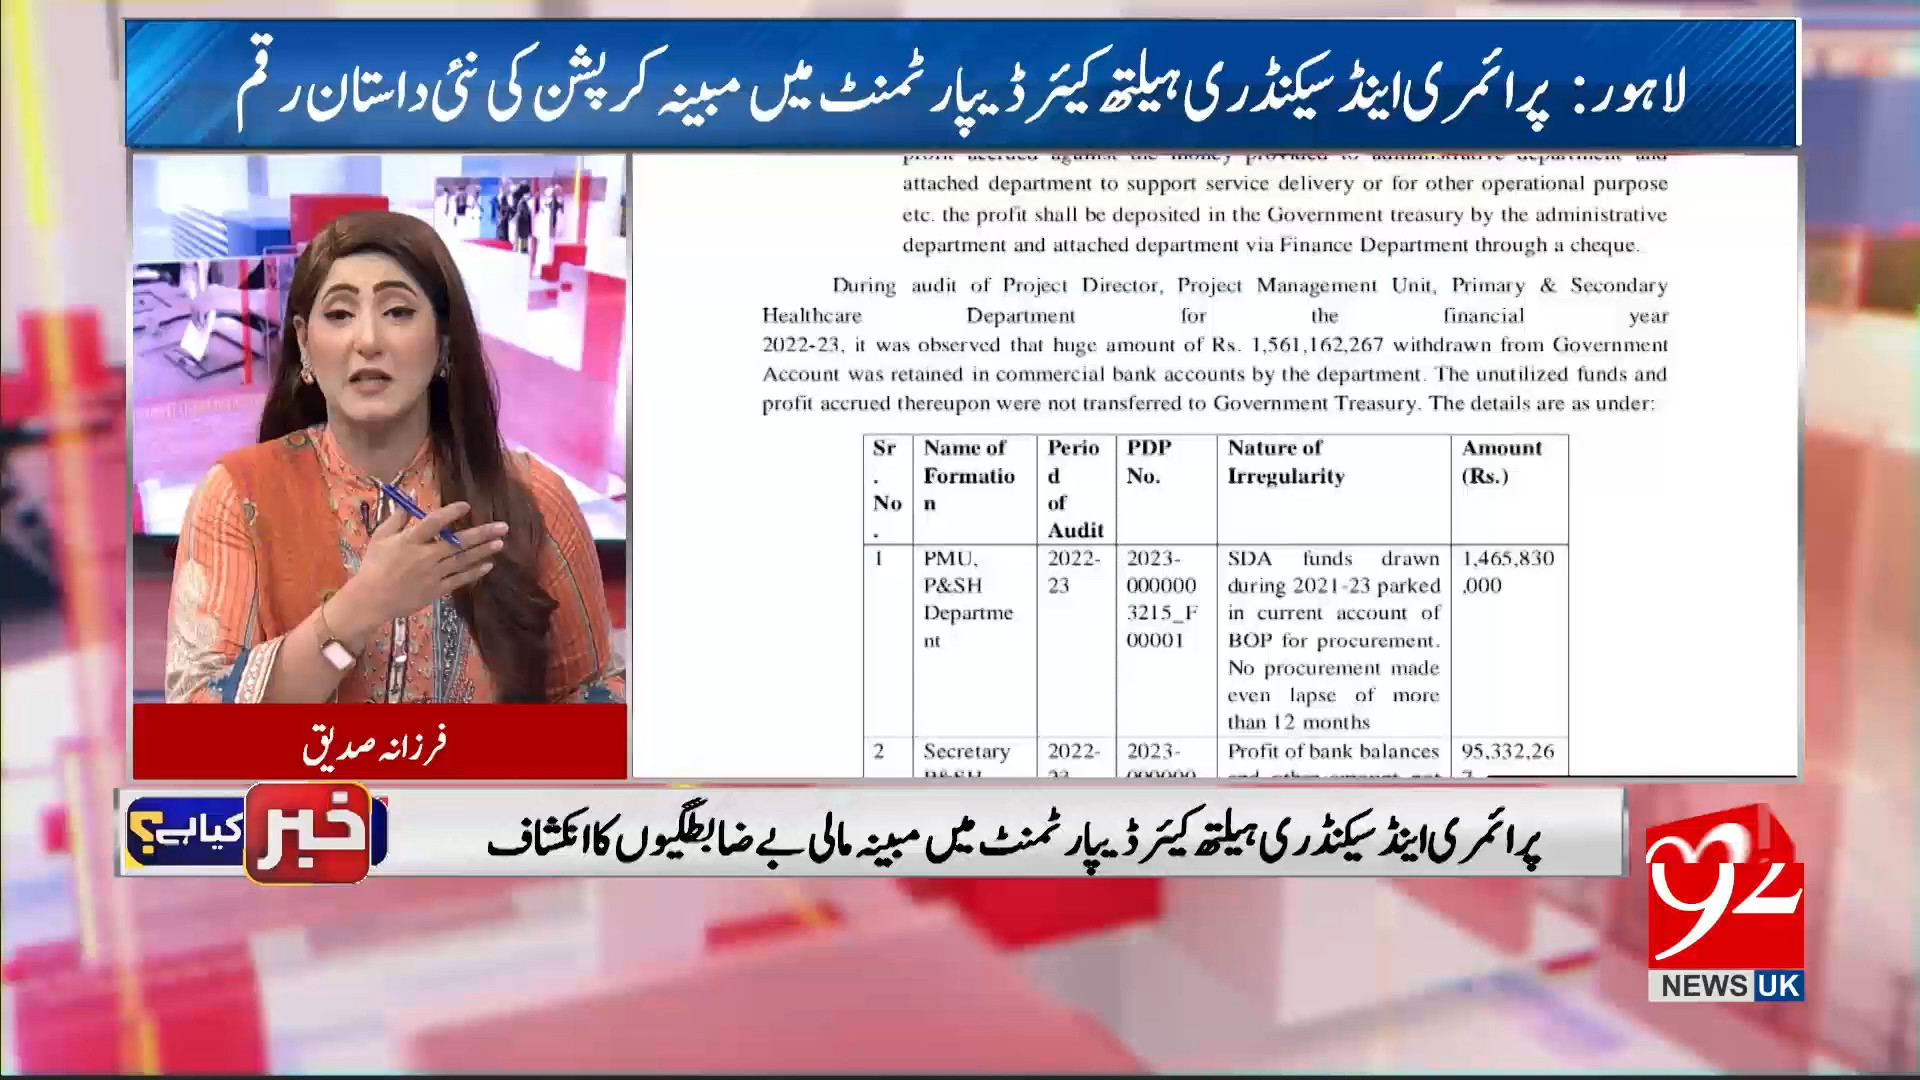 لاہور: پرائمری اینڈ سیکنڈری ہیلتھ کیئر ڈیپارٹمنٹ میں مبینہ کرپشن کی نئی داستان رقم
profit accrued against the money provided to administrative department and
attached department to support service delivery or for other operational purpose
etc. the profit shall be deposited in the Government treasury by the administrative
department and attached department via Finance Department through a cheque.
During audit of Project Director, Project Management Unit, Primary & Secondary
Healthcare Department for the financial year
2022-23, it was observed that huge amount of Rs. 1,561,162,267 withdrawn from Government
Account was retained in commercial bank accounts by the department. The unutilized funds and
profit accrued thereupon were not transferred to Government Treasury. The details are as under:
Sr Name of Perio PDP Nature of Amount
. Formatio d No. Irregularity (Rs.)
No n of
. Audit
1 PMU, 2022- 2023- SDA funds drawn 1,465,830
P&SH 23 000000 during 2021-23 parked ,000
Departme 3215_F in current account of
nt 00001 BOP for procurement.
No procurement made
even lapse of more
than 12 months
2 Secretary 2022- 2023- Profit of bank balances 95,332,26
فرزانہ صدیق
خبر کیا ہے؟
پرائمری اینڈ سیکنڈری ہیلتھ کیئر ڈیپارٹمنٹ میں مبینہ مالی بے ضابطگیوں کا انکشاف
92
NEWS UK